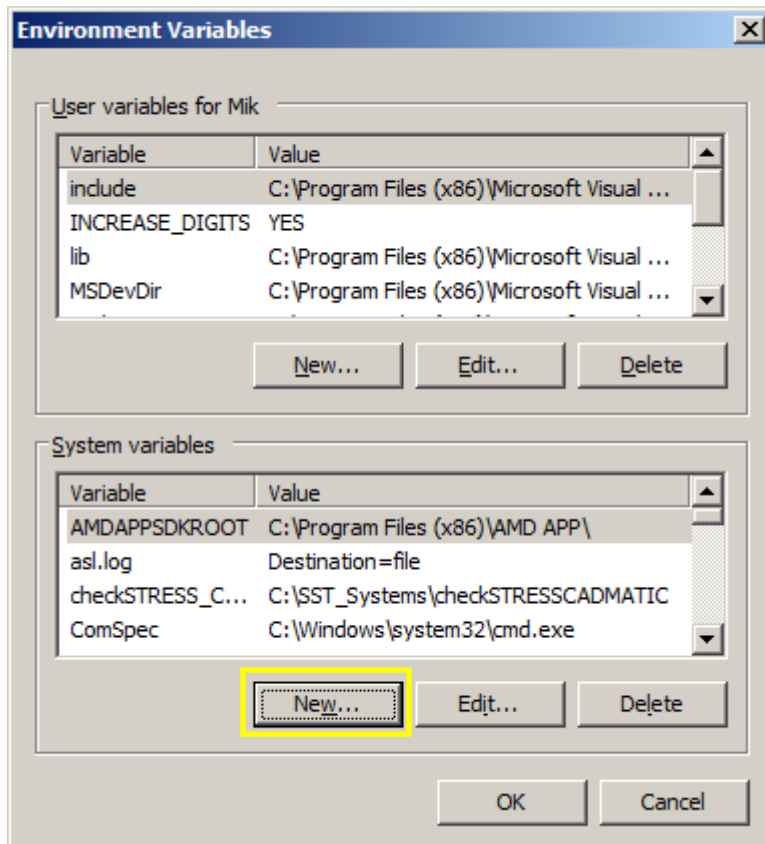 Environment Variables
User variables for Mik
Variable Value
include C:\Program Files (x86)\Microsoft Visual ...
INCREASE_DIGITS YES
lib C:\Program Files (x86)\Microsoft Visual ...
MSDevDir C:\Program Files (x86)\Microsoft Visual ...
New... Edit... Delete
System variables
Variable Value
AMDAPPSDKROOT C:\Program Files (x86)\AMD APP\
asl.log Destination=file
checkSTRESS_C... C:\SST_Systems\checkSTRESSCADMATIC
ComSpec C:\Windows\system32\cmd.exe
New... Edit... Delete
OK Cancel